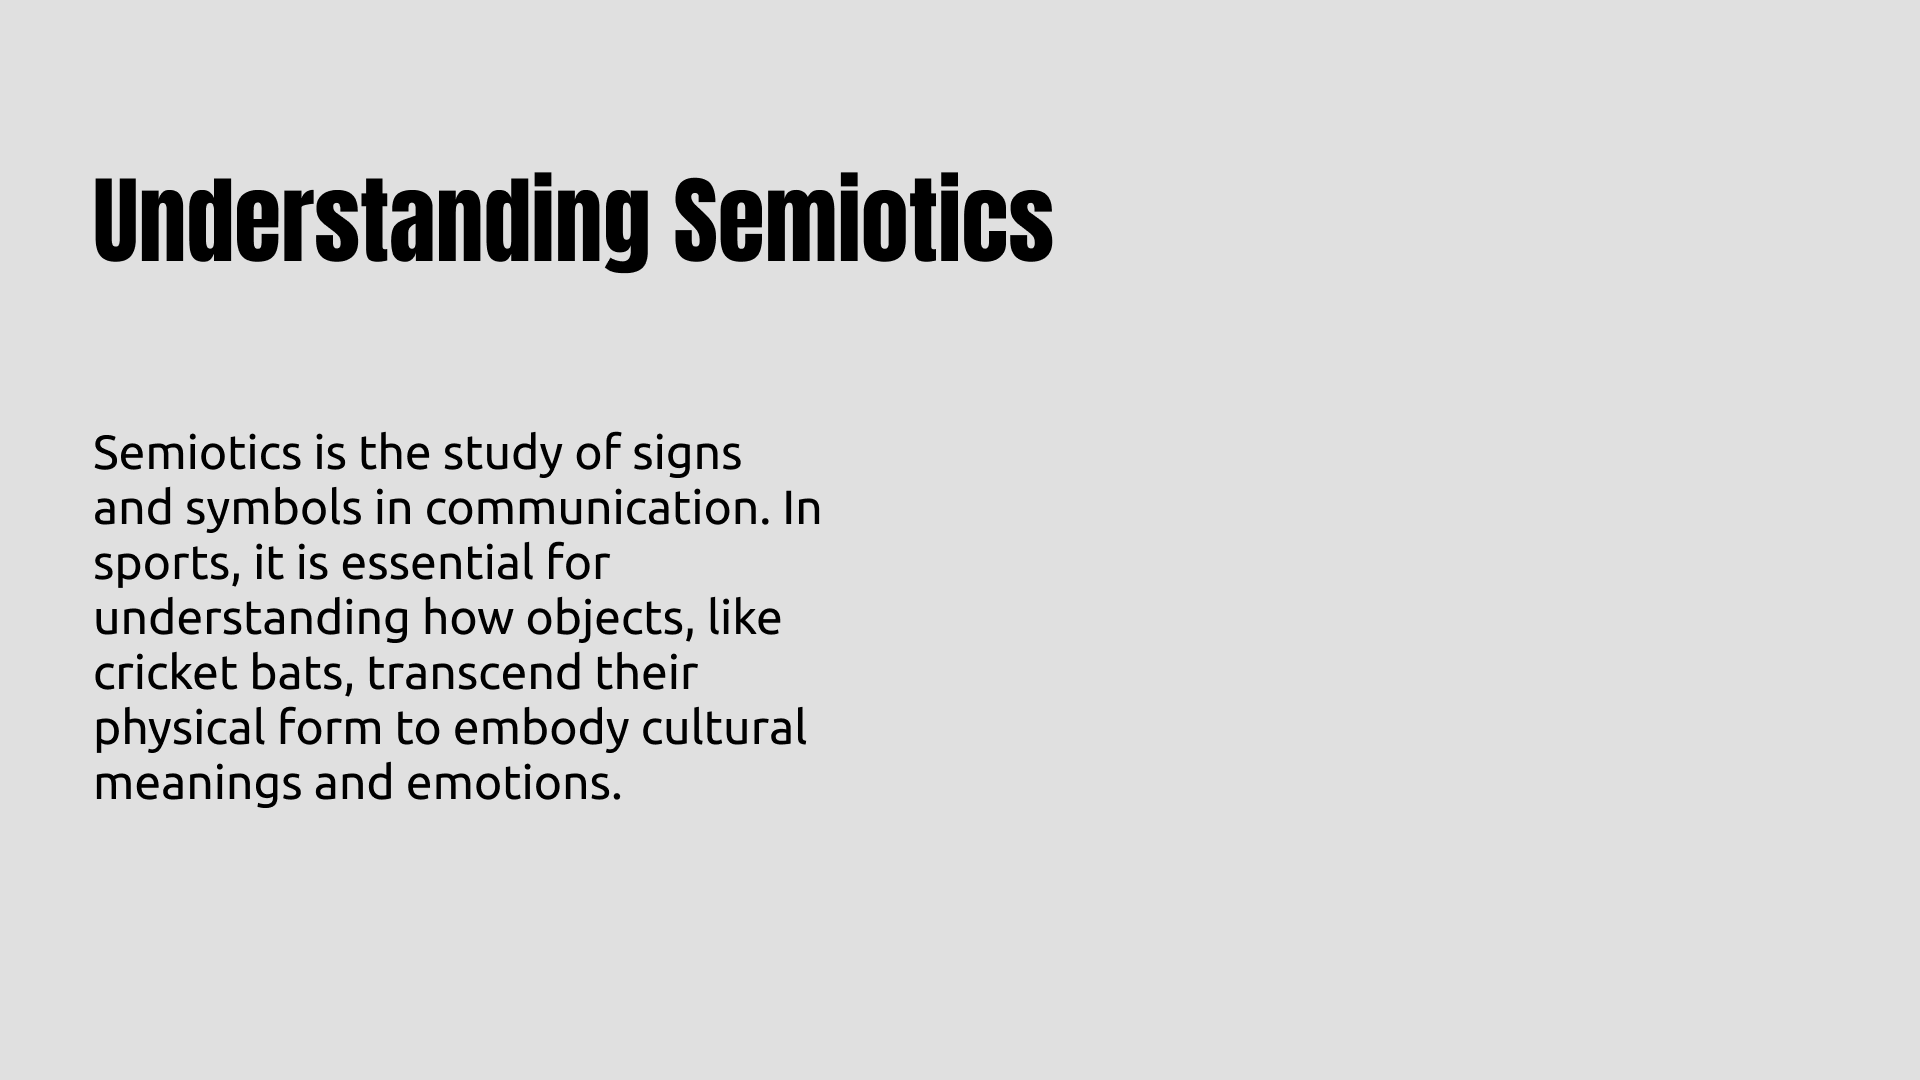 Understanding Semiotics
Semiotics is the study of signs
and symbols in communication. In
sports, it is essential for
understanding how objects, like
cricket bats, transcend their
physical form to embody cultural
meanings and emotions.